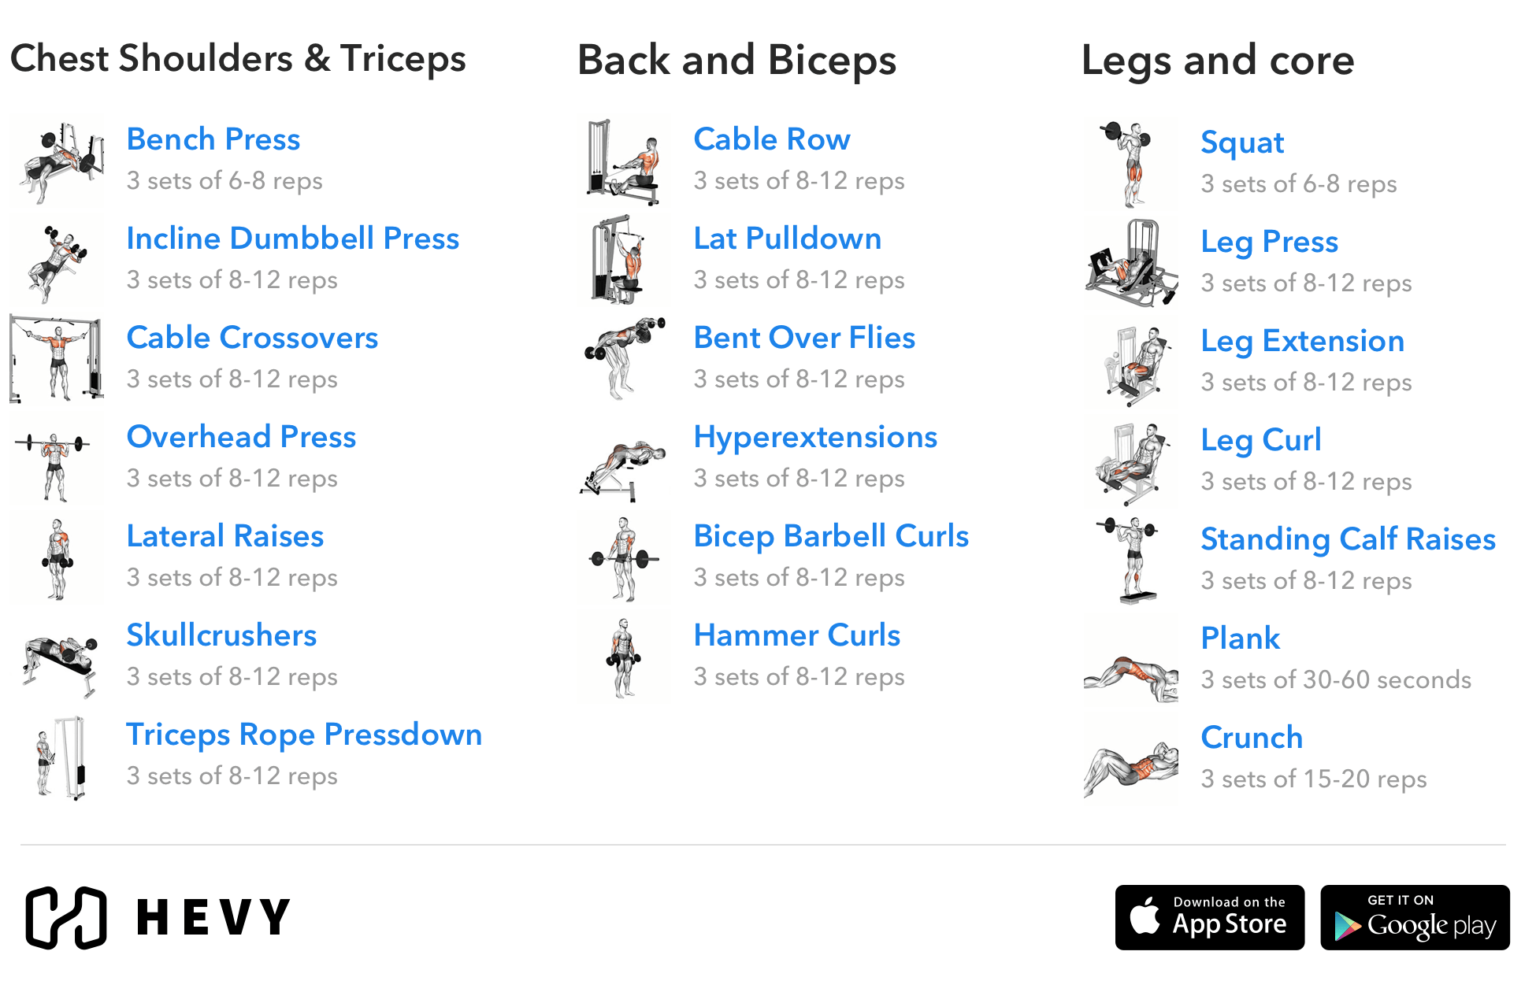 Chest Shoulders & Triceps
Bench Press
3 sets of 6-8 reps
Incline Dumbbell Press
3 sets of 8-12 reps
Cable Crossovers
3 sets of 8-12 reps
Overhead Press
3 sets of 8-12 reps
Lateral Raises
3 sets of 8-12 reps
Skullcrushers
3 sets of 8-12 reps
Triceps Rope Pressdown
3 sets of 8-12 reps
Back and Biceps
Cable Row
3 sets of 8-12 reps
Lat Pulldown
3 sets of 8-12 reps
Bent Over Flies
3 sets of 8-12 reps
Hyperextensions
3 sets of 8-12 reps
Bicep Barbell Curls
3 sets of 8-12 reps
Hammer Curls
3 sets of 8-12 reps
Legs and core
Squat
3 sets of 6-8 reps
Leg Press
3 sets of 8-12 reps
Leg Extension
3 sets of 8-12 reps
Leg Curl
3 sets of 8-12 reps
Standing Calf Raises
3 sets of 8-12 reps
Plank
3 sets of 30-60 seconds
Crunch
3 sets of 15-20 reps
HEVY
Download on the
App Store
GET IT ON
Google play